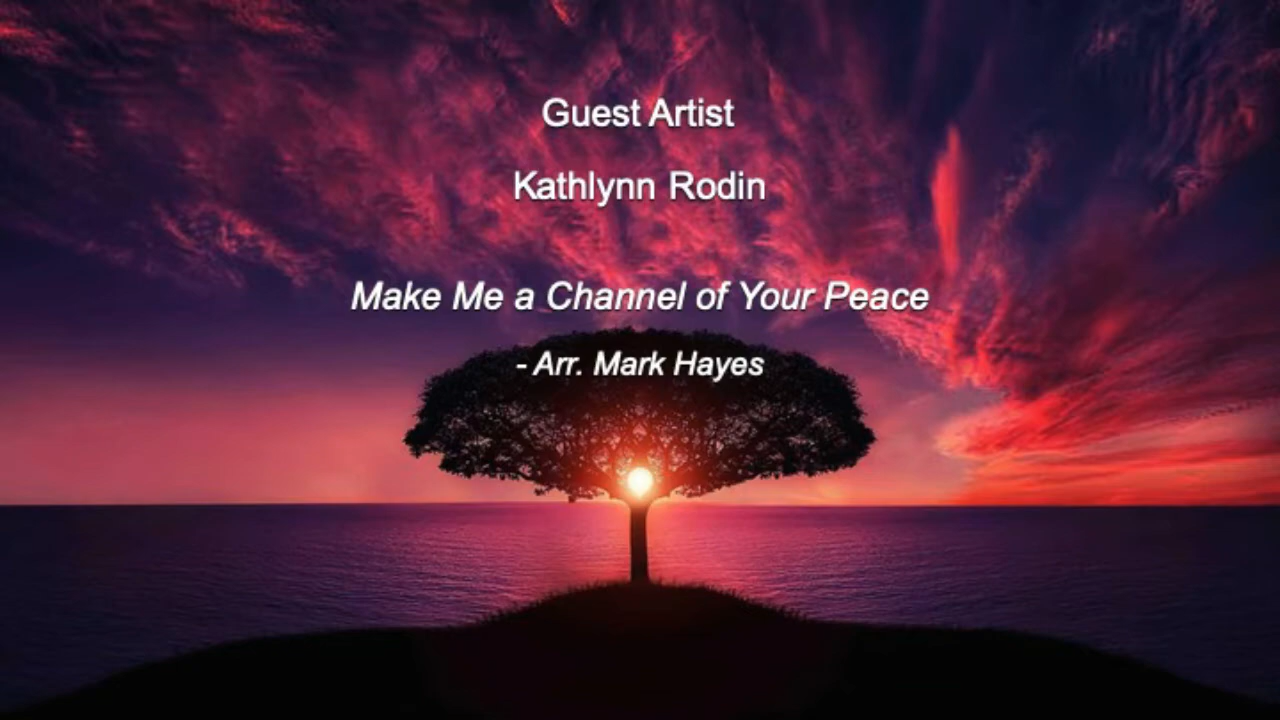 Guest Artist
Kathlynn Rodin
Make Me a Channel of Your Peace
- Arr. Mark Hayes